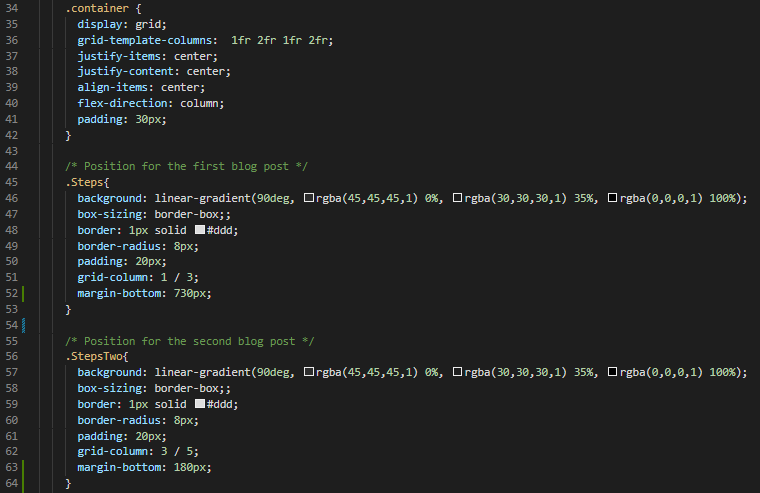 34 .container {
35 display: grid;
36 grid-template-columns:  1fr 2fr 1fr 2fr;
37 justify-items: center;
38 justify-content: center;
39 align-items: center;
40 flex-direction: column;
41 padding: 30px;
42 }
43
44 /* Position for the first blog post */
45 .Steps{
46 background: linear-gradient(90deg, rgba(45,45,45,1) 0%, rgba(30,30,30,1) 35%, rgba(0,0,0,1) 100%);
47 box-sizing: border-box;;
48 border: 1px solid #ddd;
49 border-radius: 8px;
50 padding: 20px;
51 grid-column: 1 / 3;
52 margin-bottom: 730px;
53 }
54
55 /* Position for the second blog post */
56 .StepsTwo{
57 background: linear-gradient(90deg, rgba(45,45,45,1) 0%, rgba(30,30,30,1) 35%, rgba(0,0,0,1) 100%);
58 box-sizing: border-box;;
59 border: 1px solid #ddd;
60 border-radius: 8px;
61 padding: 20px;
62 grid-column: 3 / 5;
63 margin-bottom: 180px;
64 }